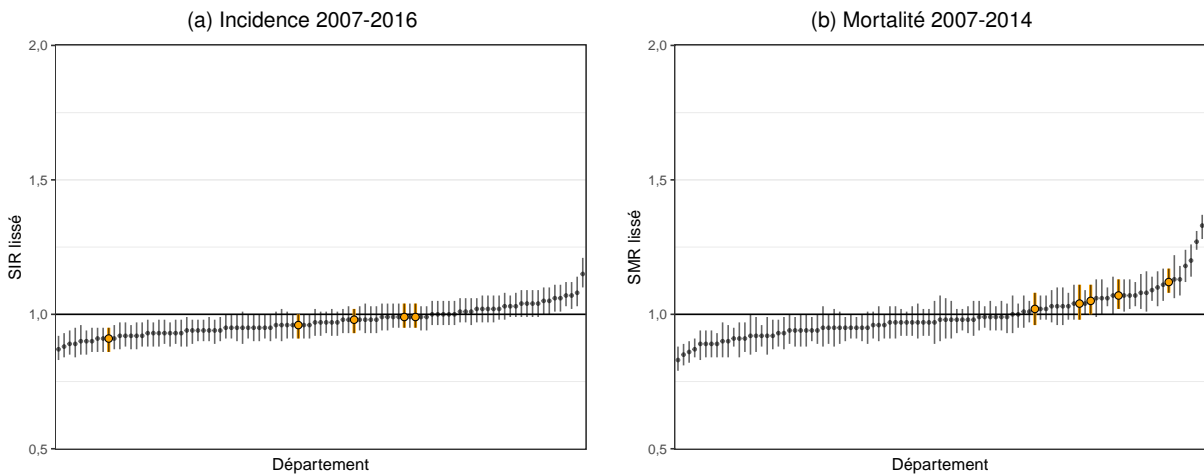 (a) Incidence 2007-2016
2,0
1,5
1,0
0,5
SIR lissé
Département
(b) Mortalité 2007-2014
2,0
1,5
1,0
0,5
SMR lissé
Département